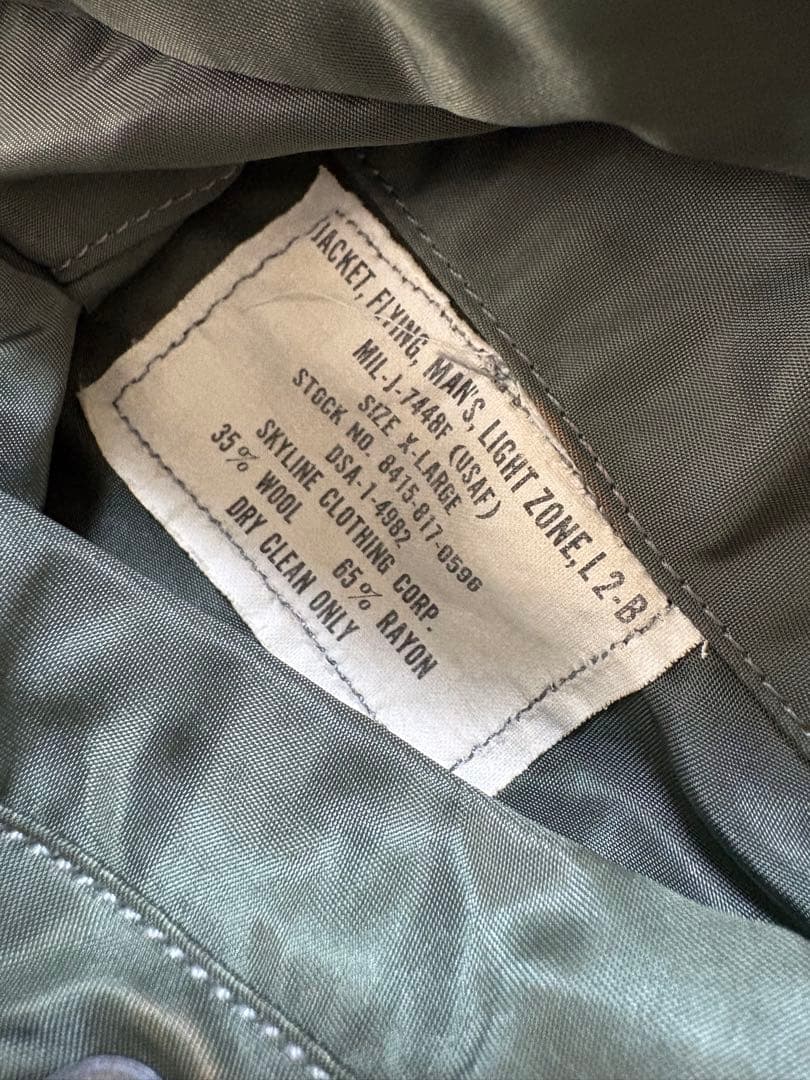 JACKET, FLYING, MAN'S, LIGHT ZONE, L 2-B
MIL-J-7448F (USAF)
SIZE X-LARGE
STOCK NO. 8415-817-0596
DSA-1-4982
SKYLINE CLOTHING CORP.
35% WOOL 65% RAYON
DRY CLEAN ONLY